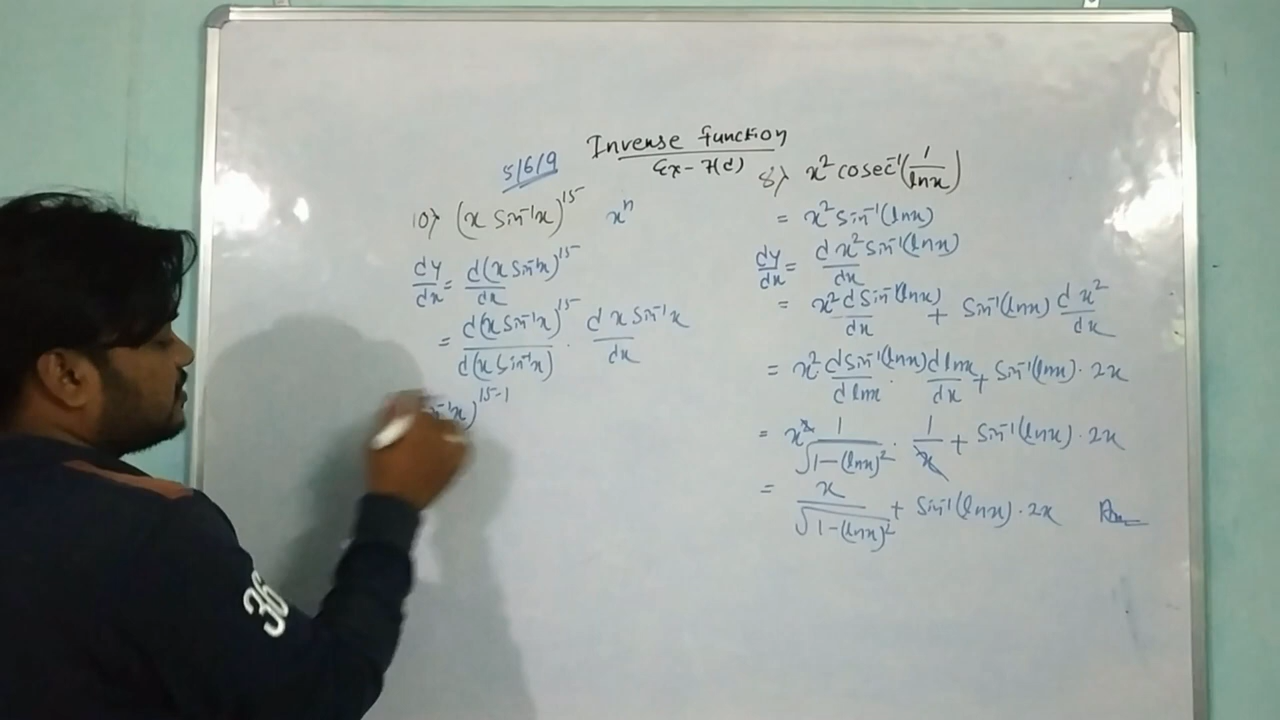 Inverse function
Ex-7(d)
5/6/9
10) (x sin⁻¹x)¹⁵ xⁿ
dy/dx = d(x sin⁻¹x)¹⁵/dx
= d(x sin⁻¹x)¹⁵/d(x sin⁻¹x) · d x sin⁻¹x/dx
x)¹⁵⁻¹
8) x² cosec⁻¹(1/lnx)
= x² sin⁻¹(lnx)
dy/dx = d x² sin⁻¹(lnx)/dx
= x² d sin⁻¹(lnx)/dx + sin⁻¹(lnx) d x²/dx
= x² · d sin⁻¹(lnx)/d lnx · d lnx/dx + sin⁻¹(lnx) · 2x
= x² 1/√(1-(lnx)²) · 1/x + sin⁻¹(lnx) · 2x
= x/√(1-(lnx)²) + sin⁻¹(lnx) · 2x
36